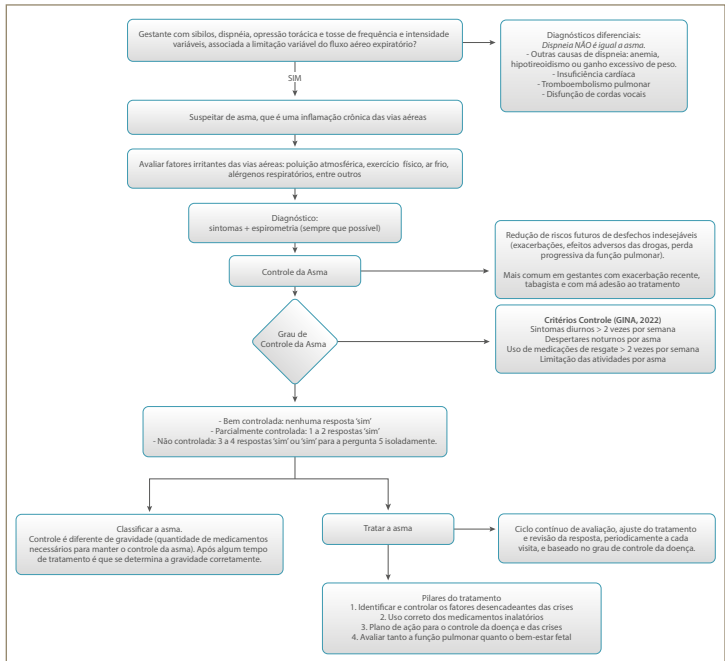 Gestante com sibilos, dispnéia, opressão torácica e tosse de frequência e intensidade
variáveis, associada a limitação variável do fluxo aéreo expiratório?
Diagnósticos diferenciais:
Dispneia NÃO é igual a asma.
- Outras causas de dispneia: anemia,
hipotireoidismo ou ganho excessivo de peso.
- Insuficiência cardíaca
- Tromboembolismo pulmonar
- Disfunção de cordas vocais
SIM
Suspeitar de asma, que é uma inflamação crônica das vias aéreas
Avaliar fatores irritantes das vias aéreas: poluição atmosférica, exercício físico, ar frio,
alérgenos respiratórios, entre outros
Diagnóstico:
sintomas + espirometria (sempre que possível)
Controle da Asma
Redução de riscos futuros de desfechos indesejáveis
(exacerbações, efeitos adversos das drogas, perda
progressiva da função pulmonar).
Mais comum em gestantes com exacerbação recente,
tabagista e com má adesão ao tratamento
Grau de
Controle da Asma
Critérios Controle (GINA, 2022)
Sintomas diurnos > 2 vezes por semana
Despertares noturnos por asma
Uso de medicações de resgate > 2 vezes por semana
Limitação das atividades por asma
- Bem controlada: nenhuma resposta ‘sim’
- Parcialmente controlada: 1 a 2 respostas ‘sim’
- Não controlada: 3 a 4 respostas ‘sim’ ou ‘sim’ para a pergunta 5 isoladamente.
Classificar a asma.
Controle é diferente de gravidade (quantidade de medicamentos
necessários para manter o controle da asma). Após algum tempo
de tratamento é que se determina a gravidade corretamente.
Tratar a asma
Ciclo contínuo de avaliação, ajuste do tratamento
e revisão da resposta, periodicamente a cada
visita, e baseado no grau de controle da doença.
Pilares do tratamento
1. Identificar e controlar os fatores desencadeantes das crises
2. Uso correto dos medicamentos inalatórios
3. Plano de ação para o controle da doença e das crises
4. Avaliar tanto a função pulmonar quanto o bem-estar fetal